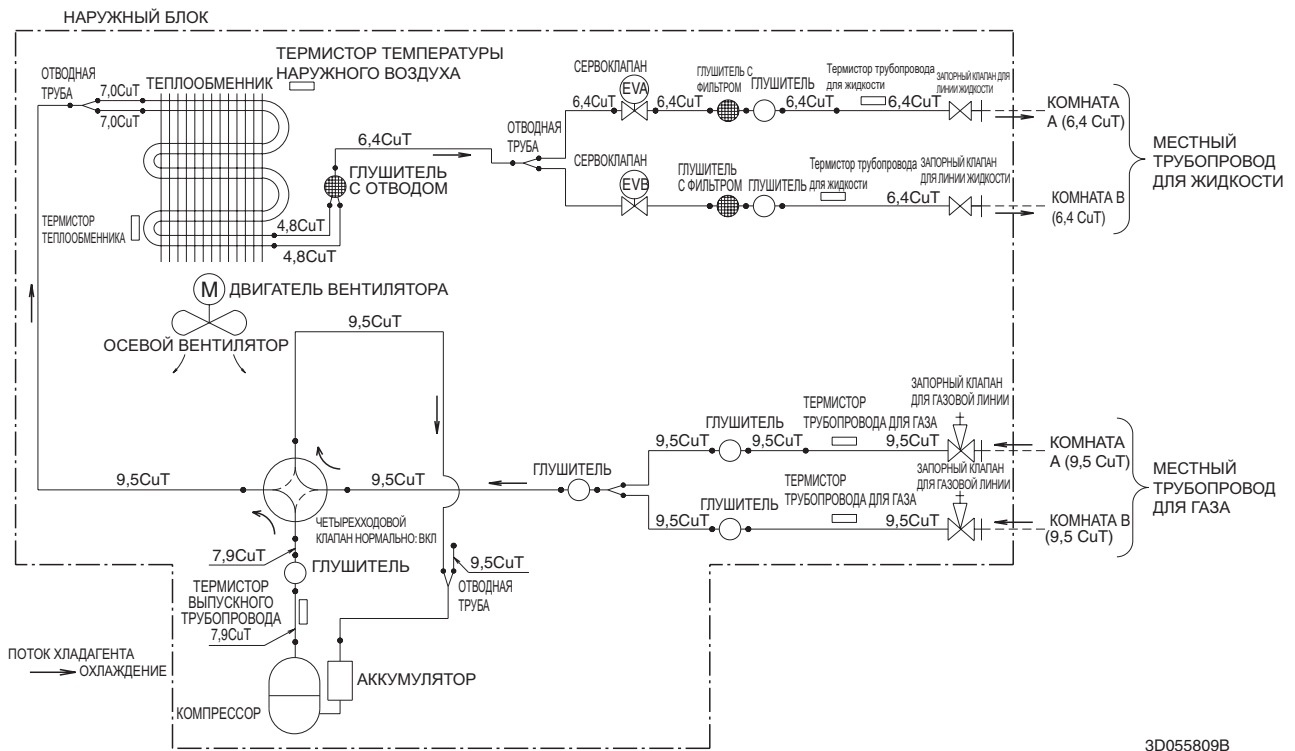 НАРУЖНЫЙ БЛОК
ТЕРМИСТОР ТЕМПЕРАТУРЫ
НАРУЖНОГО ВОЗДУХА
ОТВОДНАЯ
ТРУБА
7,0CuT
7,0CuT
ТЕПЛООБМЕННИК
ТЕРМИСТОР
ТЕПЛООБМЕННИКА
4,8CuT
4,8CuT
ГЛУШИТЕЛЬ
С ОТВОДОМ
6,4CuT
ОТВОДНАЯ
ТРУБА
СЕРВОКЛАПАН
EVA
6,4CuT
6,4CuT
ГЛУШИТЕЛЬ С
ФИЛЬТРОМ
ГЛУШИТЕЛЬ
6,4CuT
Термистор трубопровода
для жидкости
6,4CuT
ЗАПОРНЫЙ КЛАПАН ДЛЯ
ЛИНИИ ЖИДКОСТИ
КОМНАТА
A (6,4 CuT)
СЕРВОКЛАПАН
EVB
ГЛУШИТЕЛЬ
С ФИЛЬТРОМ
ГЛУШИТЕЛЬ
Термистор трубопровода
для жидкости
6,4CuT
ЗАПОРНЫЙ КЛАПАН
ДЛЯ ЛИНИИ ЖИДКОСТИ
КОМНАТА B
(6,4 CuT)
МЕСТНЫЙ
ТРУБОПРОВОД
ДЛЯ ЖИДКОСТИ
M
ДВИГАТЕЛЬ ВЕНТИЛЯТОРА
ОСЕВОЙ ВЕНТИЛЯТОР
9,5CuT
9,5CuT
9,5CuT
ЧЕТЫРЕХХОДОВОЙ
КЛАПАН НОРМАЛЬНО: ВКЛ
ГЛУШИТЕЛЬ
ГЛУШИТЕЛЬ
9,5CuT
9,5CuT
ТЕРМИСТОР
ТРУБОПРОВОДА ДЛЯ ГАЗА
9,5CuT
ЗАПОРНЫЙ КЛАПАН
ДЛЯ ГАЗОВОЙ ЛИНИИ
КОМНАТА
A (9,5 CuT)
ГЛУШИТЕЛЬ
9,5CuT
ТЕРМИСТОР
ТРУБОПРОВОДА ДЛЯ ГАЗА
9,5CuT
ЗАПОРНЫЙ КЛАПАН
ДЛЯ ГАЗОВОЙ ЛИНИИ
КОМНАТА B
(9,5 CuT)
МЕСТНЫЙ
ТРУБОПРОВОД
ДЛЯ ГАЗА
7,9CuT
ГЛУШИТЕЛЬ
ТЕРМИСТОР
ВЫПУСКНОГО
ТРУБОПРОВОДА
7,9CuT
9,5CuT
ОТВОДНАЯ
ТРУБА
АККУМУЛЯТОР
КОМПРЕССОР
ПОТОК ХЛАДАГЕНТА
ОХЛАЖДЕНИЕ
3D055809B